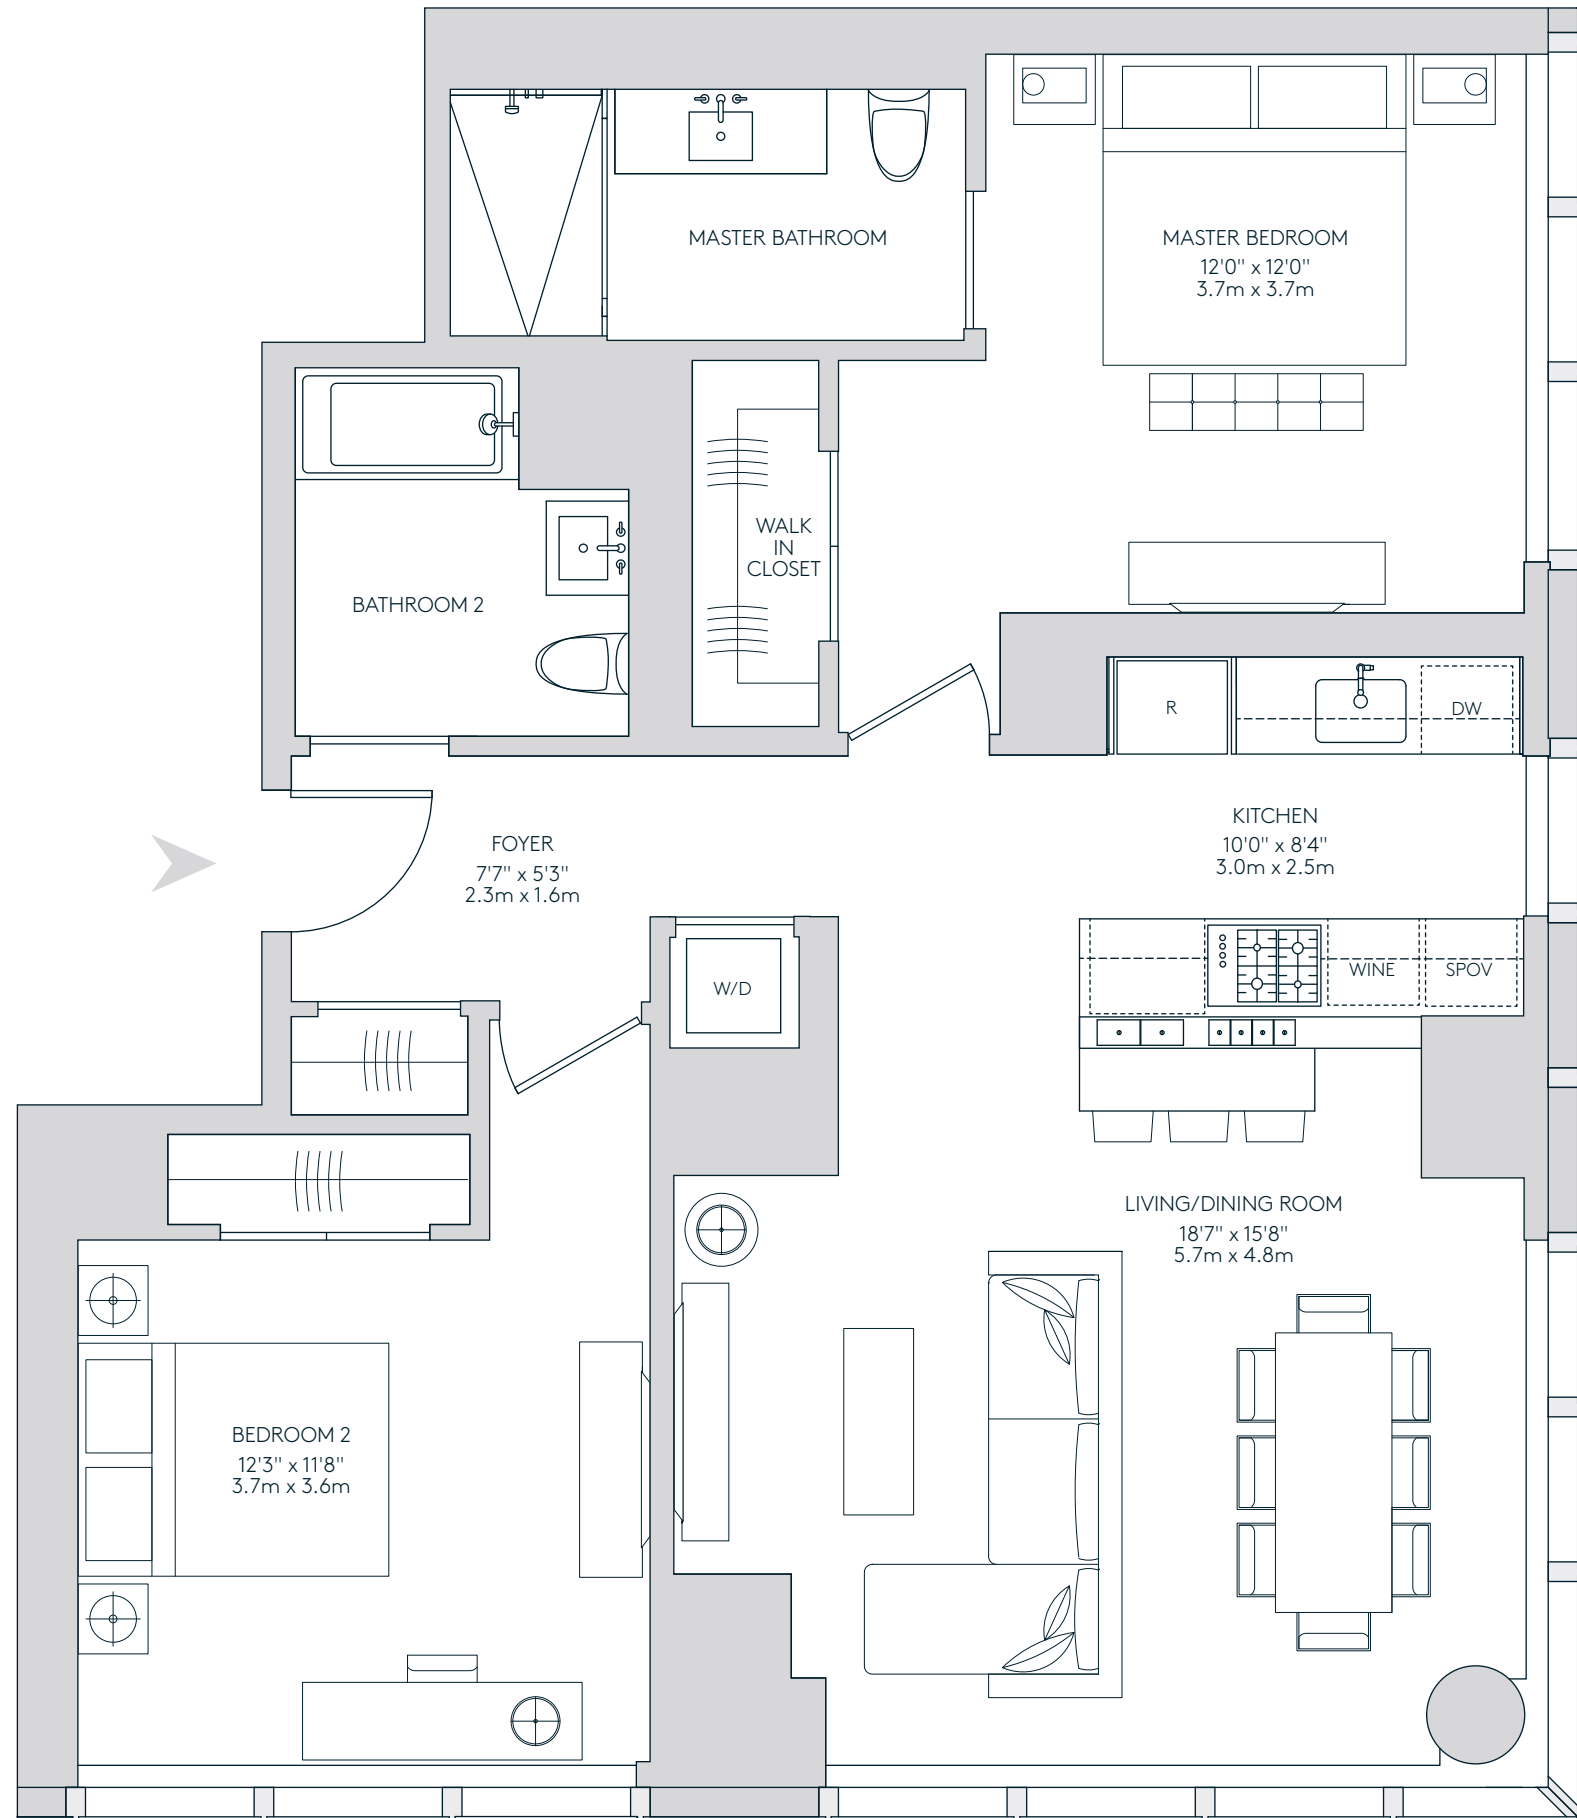 MASTER BATHROOM
MASTER BEDROOM
12'0" x 12'0"
3.7m x 3.7m
WALK
IN
CLOSET
BATHROOM 2
R
DW
KITCHEN
10'0" x 8'4"
3.0m x 2.5m
FOYER
7'7" x 5'3"
2.3m x 1.6m
W/D
WINE
SPOV
LIVING/DINING ROOM
18'7" x 15'8"
5.7m x 4.8m
BEDROOM 2
12'3" x 11'8"
3.7m x 3.6m